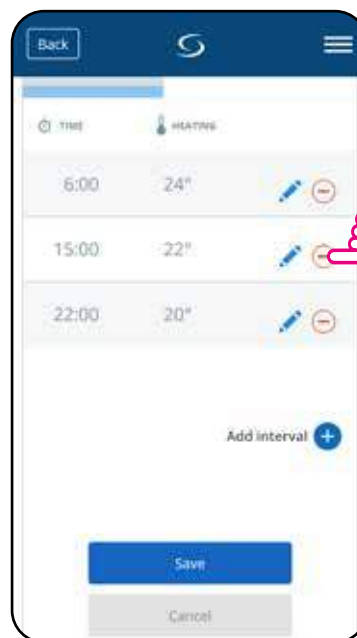 Back
TIME HEATING
6:00 24°
15:00 22°
22:00 20°
Add interval
Save
Cancel